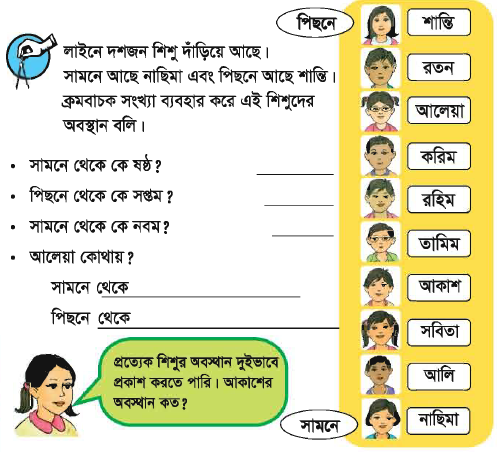 লাইনে দশজন শিশু দাঁড়িয়ে আছে।
সামনে আছে নাছিমা এবং পিছনে আছে শান্তি।
ক্রমবাচক সংখ্যা ব্যবহার করে এই শিশুদের
অবস্থান বলি।
• সামনে থেকে কে ষষ্ঠ?
• পিছনে থেকে কে সপ্তম?
• সামনে থেকে কে নবম?
• আলেয়া কোথায়?
সামনে থেকে
পিছনে থেকে
প্রত্যেক শিশুর অবস্থান দুইভাবে
প্রকাশ করতে পারি। আকাশের
অবস্থান কত?
পিছনে
শান্তি
রতন
আলেয়া
করিম
রহিম
তামিম
আকাশ
সবিতা
আলি
নাছিমা
সামনে